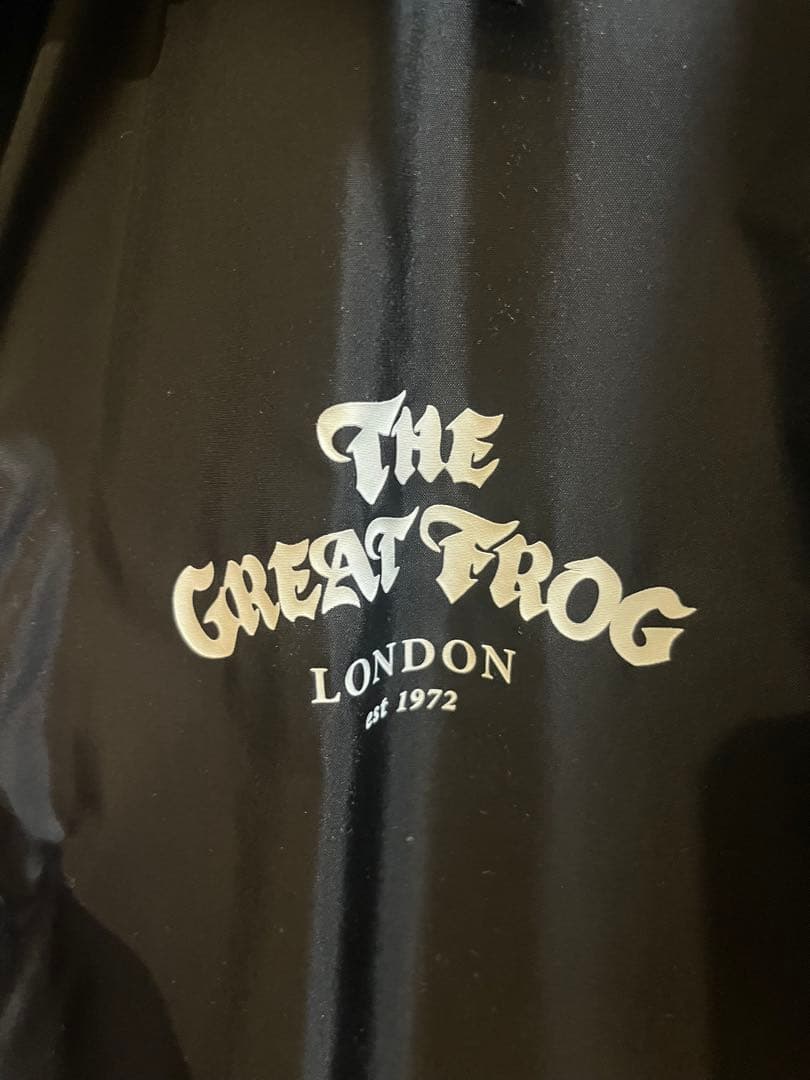 THE
GREAT FROG
LONDON
est 1972